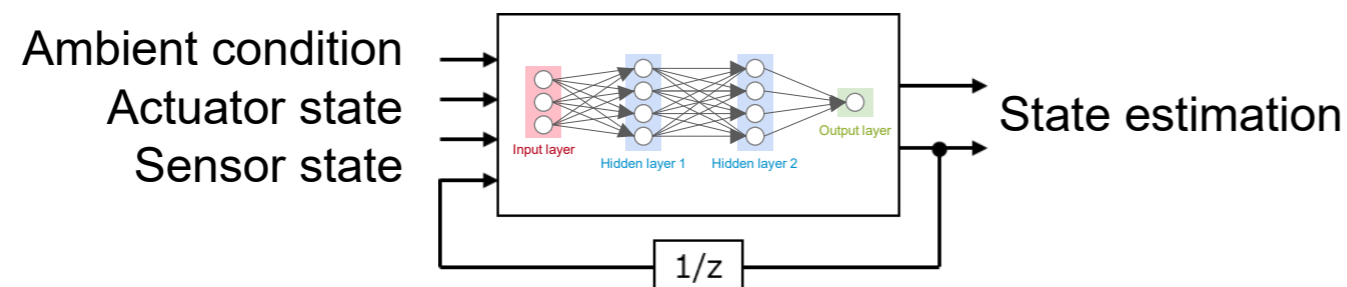 Ambient condition
Actuator state
Sensor state
Input layer
Hidden layer 1
Hidden layer 2
Output layer
State estimation
1/z